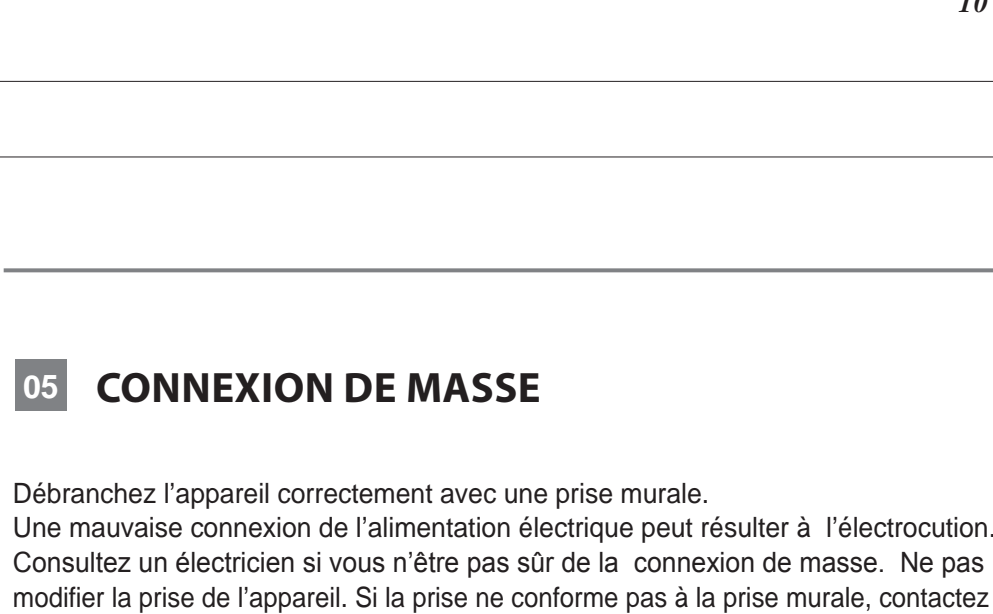 10
05 CONNEXION DE MASSE
Débranchez l’appareil correctement avec une prise murale.
Une mauvaise connexion de l’alimentation électrique peut résulter à l’électrocution.
Consultez un électricien si vous n’être pas sûr de la connexion de masse. Ne pas
modifier la prise de l’appareil. Si la prise ne conforme pas à la prise murale, contactez